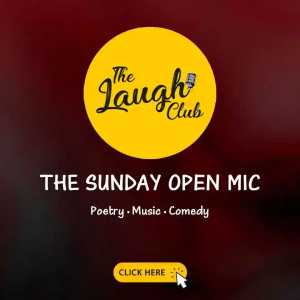 The
Laugh
Club
THE SUNDAY OPEN MIC
Poetry • Music • Comedy
CLICK HERE